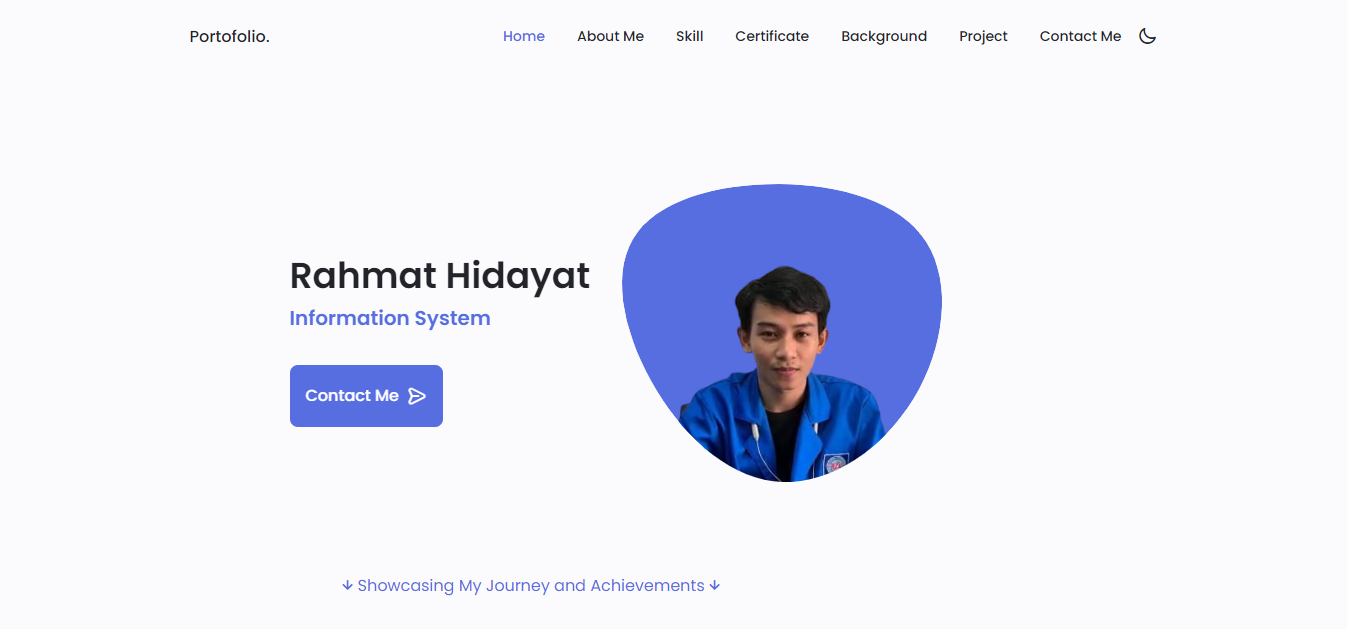 Portofolio.
Home About Me Skill Certificate Background Project Contact Me
Rahmat Hidayat
Information System
Contact Me
Showcasing My Journey and Achievements